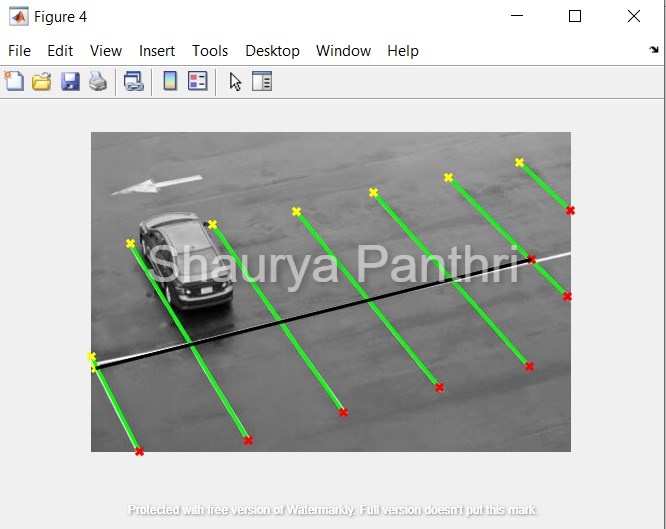 Figure 4
File Edit View Insert Tools Desktop Window Help
Shaurya Panthri
Protected with free version of Watermarkly. Full version doesn't put this mark.